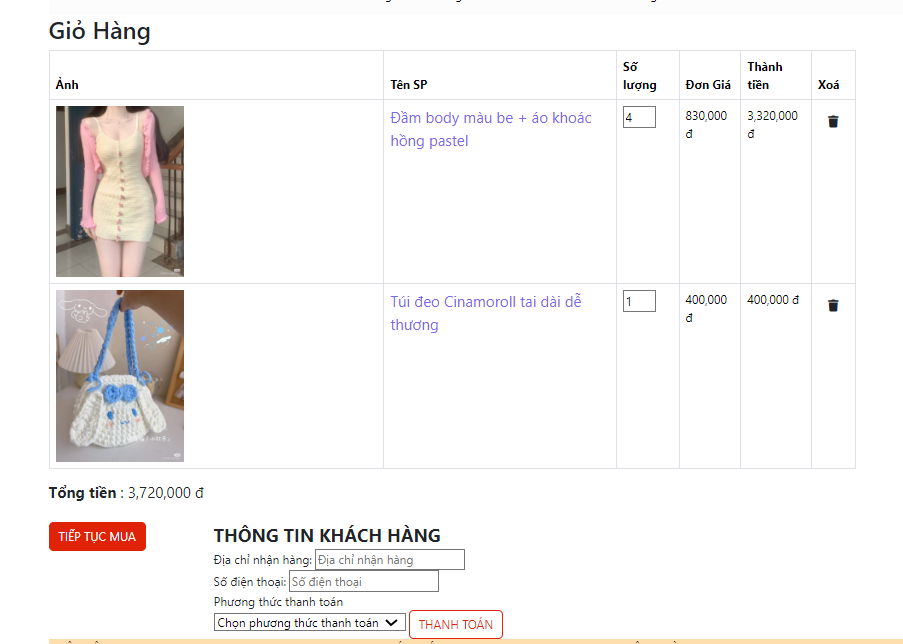 Giỏ Hàng
Ảnh
Tên SP
Số
lượng
Đơn Giá
Thành
tiền
Xoá
Đầm body màu be + áo khoác
hồng pastel
4
830,000
đ
3,320,000
đ
Túi đeo Cinamoroll tai dài dễ
thương
1
400,000
đ
400,000 đ
Tổng tiền : 3,720,000 đ
TIẾP TỤC MUA
THÔNG TIN KHÁCH HÀNG
Địa chỉ nhận hàng: Địa chỉ nhận hàng
Số điện thoại: Số điện thoại
Phương thức thanh toán
Chọn phương thức thanh toán
THANH TOÁN